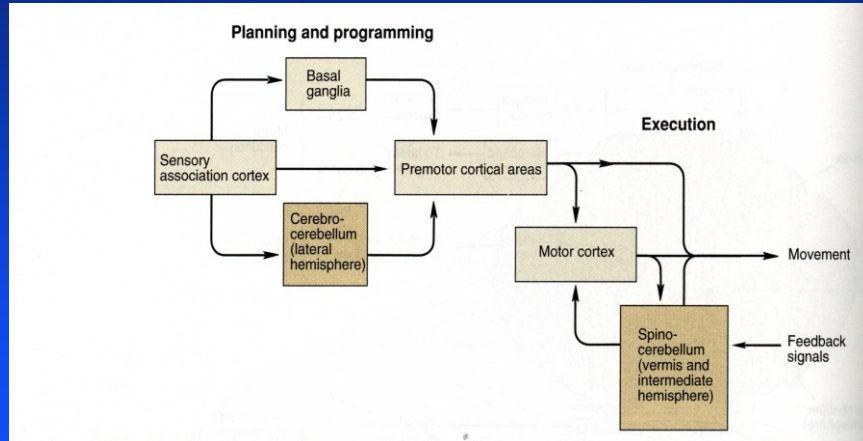 Planning and programming
Basal
ganglia
Execution
Sensory
association cortex
Premotor cortical areas
Cerebro-
cerebellum
(lateral
hemisphere)
Motor cortex
Movement
Spino-
cerebellum
(vermis and
intermediate
hemisphere)
Feedback
signals